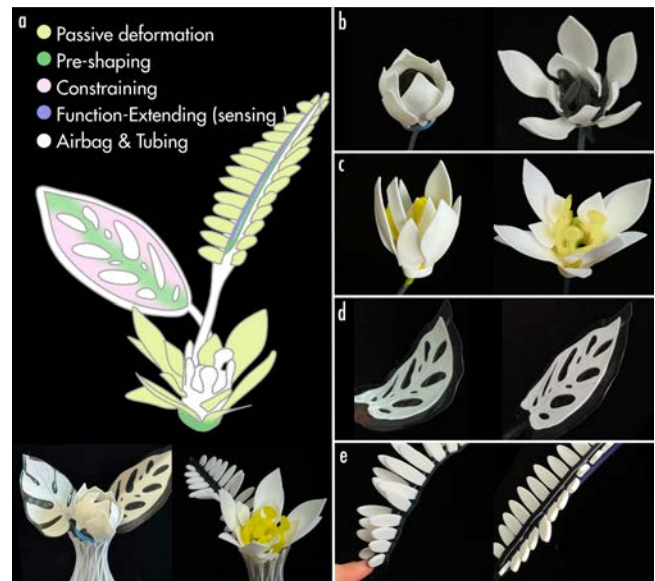 a
Passive deformation
Pre-shaping
Constraining
Function-Extending (sensing )
Airbag & Tubing
b
c
d
e